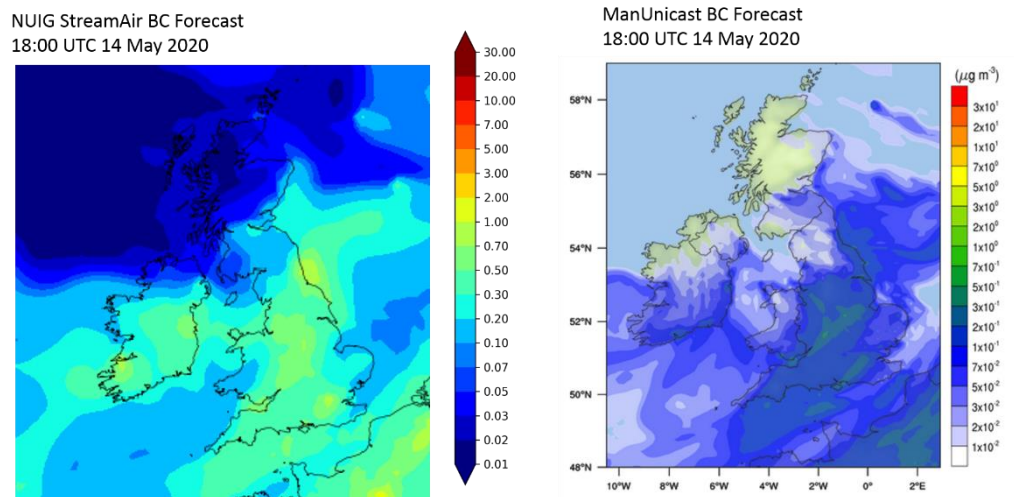 NUIG StreamAir BC Forecast
18:00 UTC 14 May 2020
30.00
20.00
10.00
7.00
5.00
3.00
2.00
1.00
0.70
0.50
0.30
0.20
0.10
0.07
0.05
0.03
0.02
0.01
ManUnicast BC Forecast
18:00 UTC 14 May 2020
(µg m⁻³)
58°N
56°N
54°N
52°N
50°N
48°N
10°W
8°W
6°W
4°W
2°W
0°
2°E
3x10¹
2x10¹
1x10¹
7x10⁰
5x10⁰
3x10⁰
2x10⁰
1x10⁰
7x10⁻¹
5x10⁻¹
3x10⁻¹
2x10⁻¹
1x10⁻¹
7x10⁻²
5x10⁻²
3x10⁻²
2x10⁻²
1x10⁻²